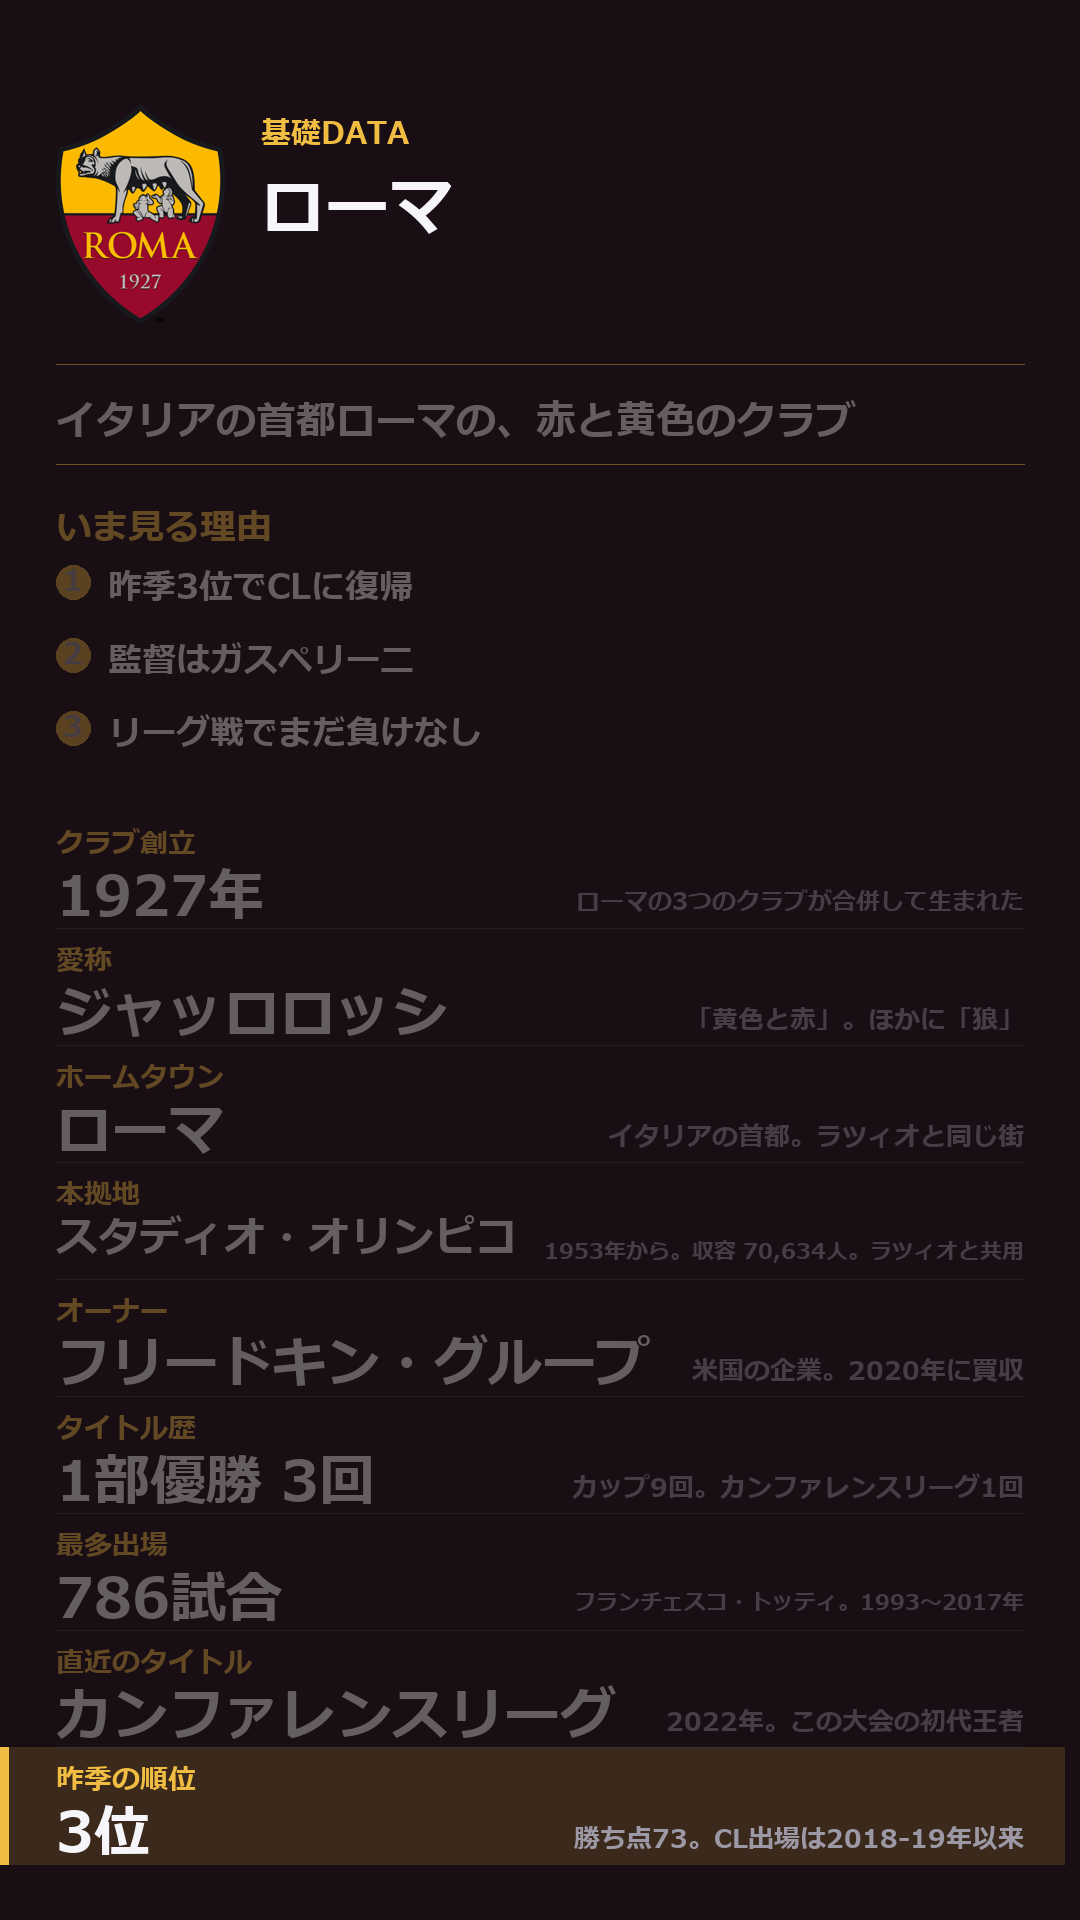 基礎DATA
ローマ
ROMA
1927
イタリアの首都ローマの、赤と黄色のクラブ
いま見る理由
1 昨季3位でCLに復帰
2 監督はガスペリーニ
3 リーグ戦でまだ負けなし
クラブ創立
1927年 ローマの3つのクラブが合併して生まれた
愛称
ジャッロロッシ 「黄色と赤」。ほかに「狼」
ホームタウン
ローマ イタリアの首都。ラツィオと同じ街
本拠地
スタディオ・オリンピコ 1953年から。収容 70,634人。ラツィオと共用
オーナー
フリードキン・グループ 米国の企業。2020年に買収
タイトル歴
1部優勝 3回 カップ9回。カンファレンスリーグ1回
最多出場
786試合 フランチェスコ・トッティ。1993〜2017年
直近のタイトル
カンファレンスリーグ 2022年。この大会の初代王者
昨季の順位
3位 勝ち点73。CL出場は2018-19年以来